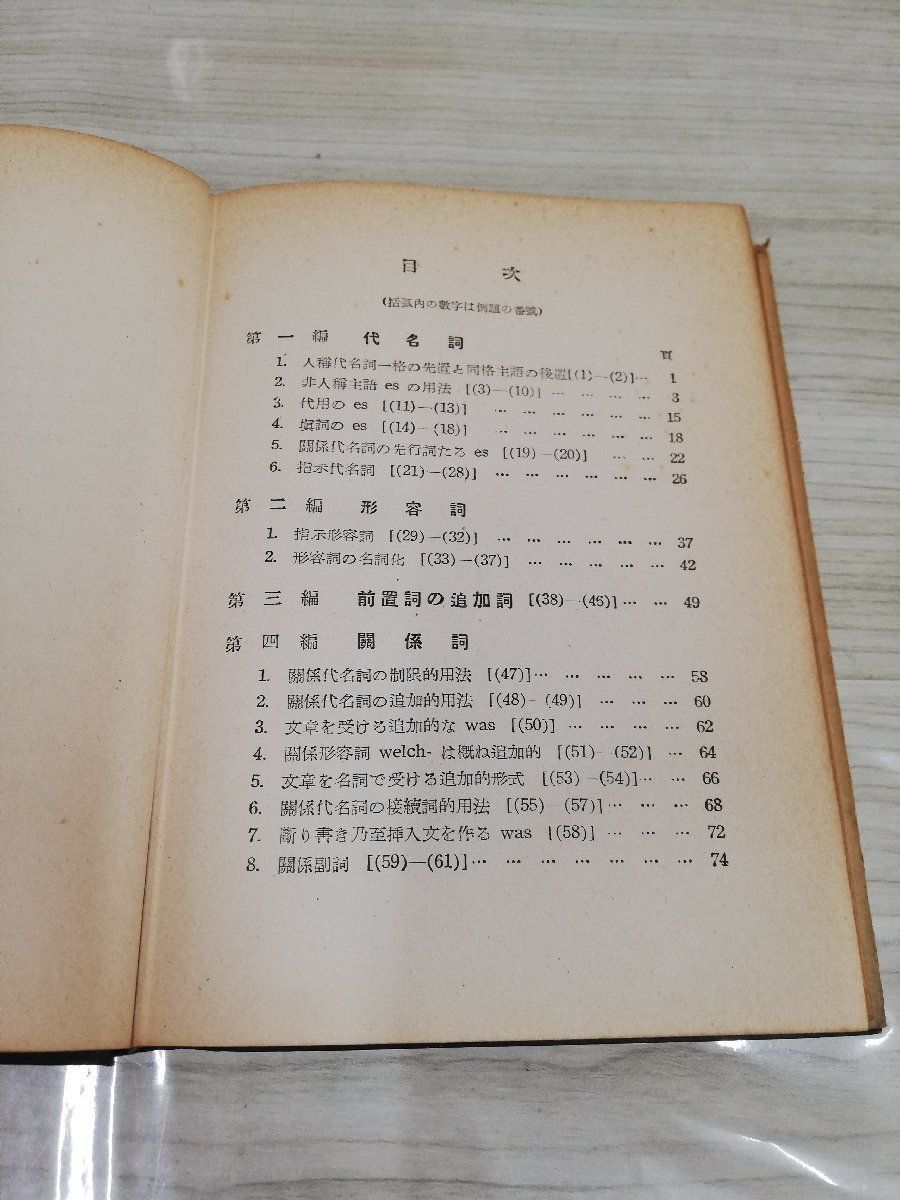 目次
(括弧内の數字は例題の番號)
第一編 代名詞
頁
1. 人稱代名詞一格の先置と同格主語の後置[(1)—(2)]… 1
2. 非人稱主語 es の用法 [(3)—(10)] … … … … 3
3. 代用の es [(11)—(13)] … … … … … … 15
4. 塡詞の es [(14)—(18)] … … … … … … 18
5. 關係代名詞の先行詞たる es [(19)—(20)] … … 22
6. 指示代名詞 [(21)—(28)] … … … … … … 26
第二編 形容詞
1. 指示形容詞 [(29)—(32)] … … … … … … 37
2. 形容詞の名詞化 [(33)—(37)] … … … … … 42
第三編 前置詞の追加詞 [(38)—(46)] … … 49
第四編 關係詞
1. 關係代名詞の制限的用法 [(47)]… … … … … 58
2. 關係代名詞の追加的用法 [(48)-(49)] … … … 60
3. 文章を受ける追加的な was [(50)] … … … … 62
4. 關係形容詞 welch- は概ね追加的 [(51)—(52)] … 64
5. 文章を名詞で受ける追加的形式 [(53)—(54)]… … 66
6. 關係代名詞の接續詞的用法 [(55)—(57)]… … … 68
7. 斷り書き乃至挿入文を作る was [(58)] … … … 72
8. 關係副詞 [(59)—(61)]… … … … … … … 74